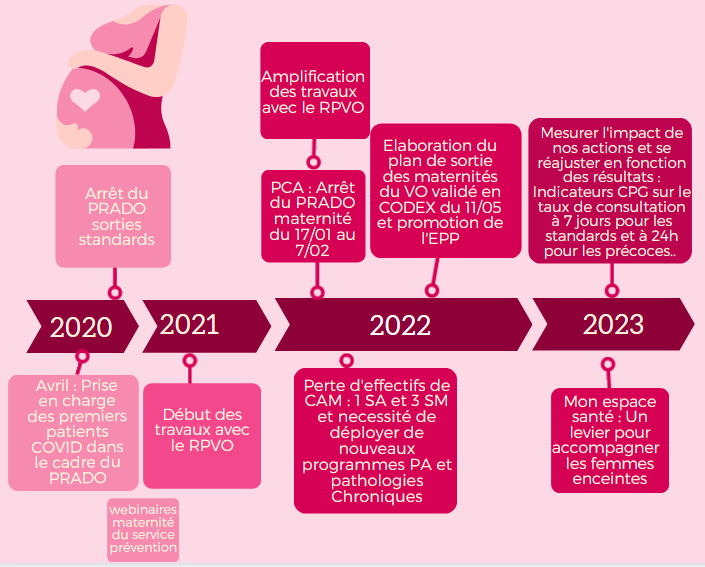 Arrêt du
PRADO
sorties
standards
Amplification
des travaux
avec le RPVO
PCA : Arrêt
du PRADO
maternité
du 17/01 au
7/02
Elaboration du
plan de sortie
des maternités
du VO validé en
CODEX du 11/05
et promotion de
l'EPP
Mesurer l'impact de
nos actions et se
réajuster en fonction
des résultats :
Indicateurs CPG sur le
taux de consultation
à 7 jours pour les
standards et à 24h
pour les précoces..
2020
2021
2022
2023
Avril : Prise
en charge
des premiers
patients
COVID dans
le cadre du
PRADO
Début des
travaux avec
le RPVO
webinaires
maternité
du service
prévention
Perte d'effectifs de
CAM : 1 SA et 3 SM
et necessité de
déployer de
nouveaux
programmes PA et
pathologies
Chroniques
Mon espace
santé : Un
levier pour
accompagner
les femmes
enceintes